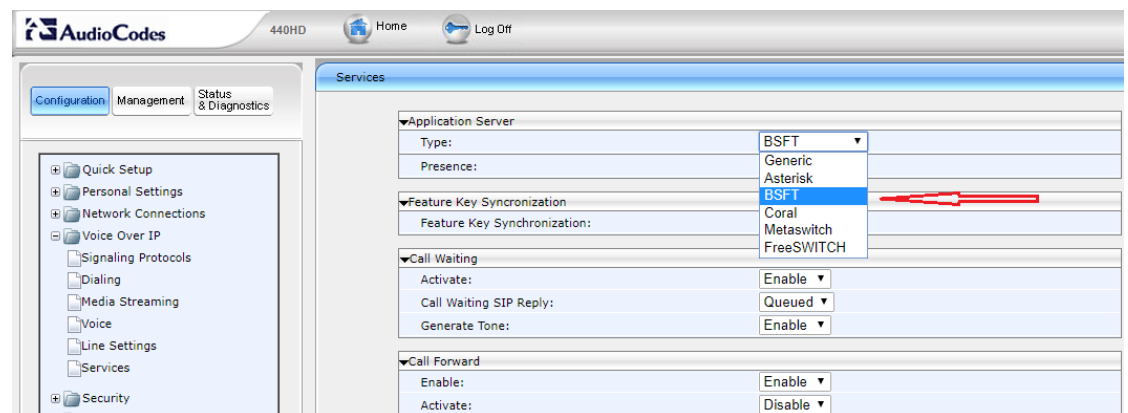 AudioCodes 440HD Home Log Off
Services
Configuration Management Status
& Diagnostics
Quick Setup
Personal Settings
Network Connections
Voice Over IP
Signaling Protocols
Dialing
Media Streaming
Voice
Line Settings
Services
Security
Application Server
Type: BSFT
Presence:
Generic
Asterisk
BSFT
Coral
Metaswitch
FreeSWITCH
Feature Key Syncronization
Feature Key Synchronization:
Call Waiting
Activate: Enable
Call Waiting SIP Reply: Queued
Generate Tone: Enable
Call Forward
Enable: Enable
Activate: Disable